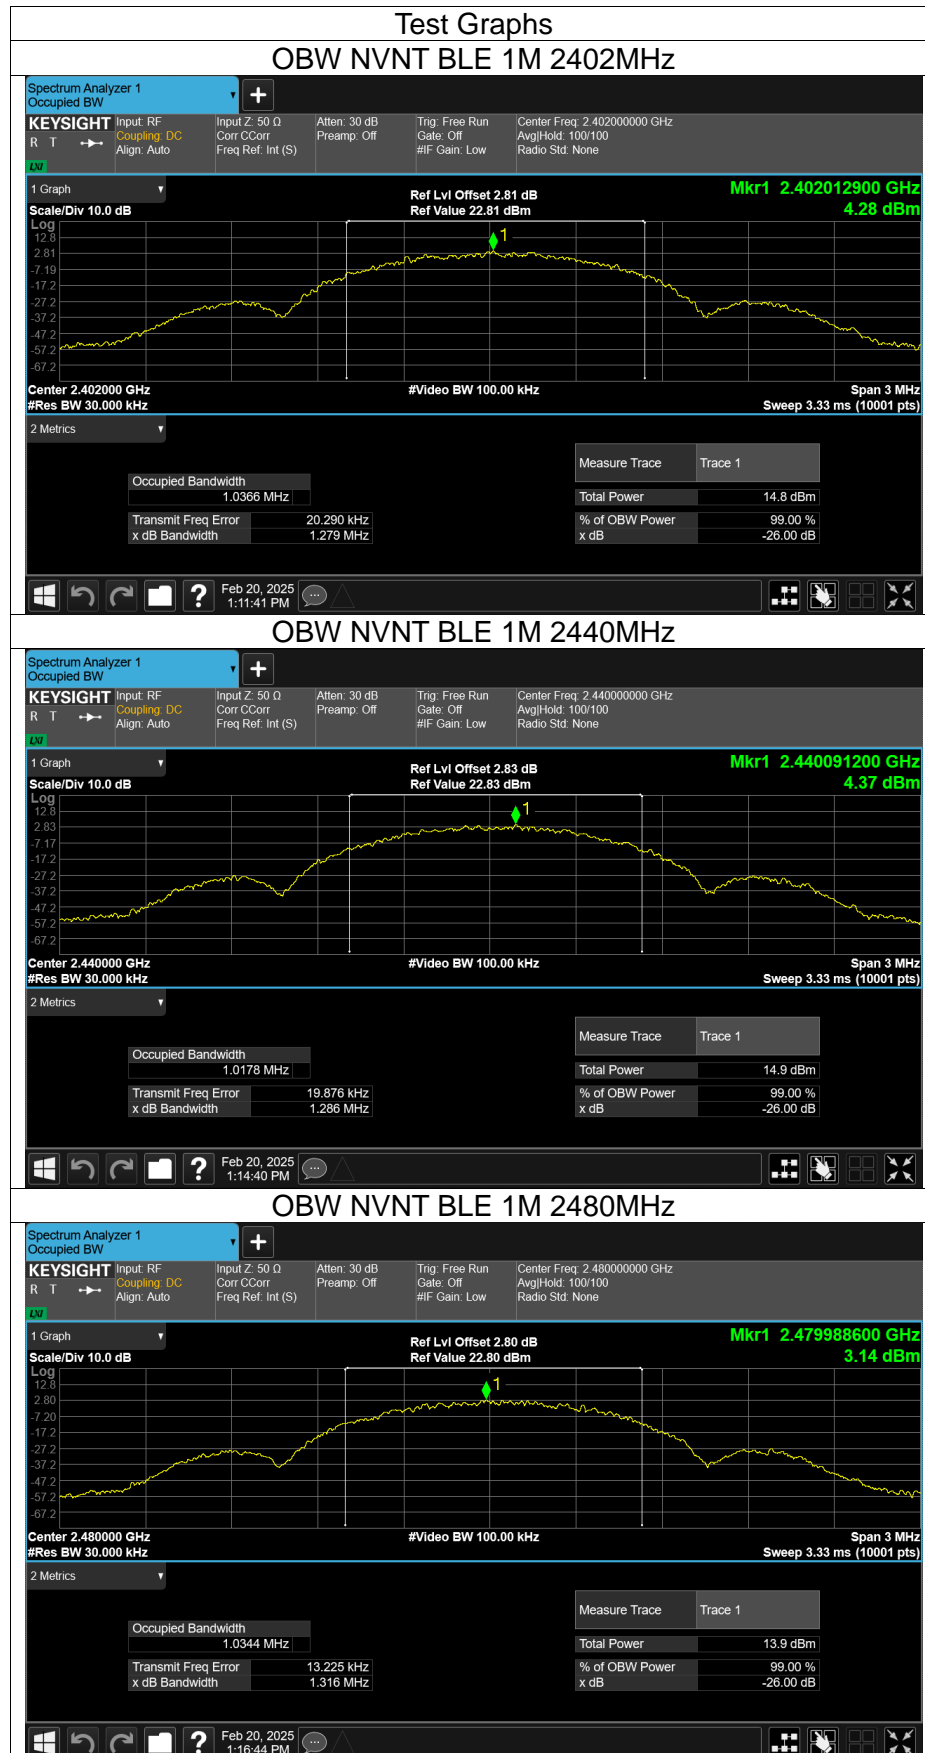 Test Graphs
OBW NVNT BLE 1M 2402MHz
Spectrum Analyzer 1
Occupied BW
KEYSIGHT Input: RF Input Z: 50 Ω Atten: 30 dB Trig: Free Run Center Freq: 2.402000000 GHz
R T Coupling: DC Corr CCorr Preamp: Off Gate: Off Avg|Hold: 100/100
Align: Auto Freq Ref: Int (S) #IF Gain: Low Radio Std: None
LXI
1 Graph Ref Lvl Offset 2.81 dB Mkr1 2.402012900 GHz
Scale/Div 10.0 dB Ref Value 22.81 dBm 4.28 dBm
Log
1
12.8
2.81
-7.19
-17.2
-27.2
-37.2
-47.2
-57.2
-67.2
Center 2.402000 GHz #Video BW 100.00 kHz Span 3 MHz
#Res BW 30.000 kHz Sweep 3.33 ms (10001 pts)
2 Metrics
Measure Trace Trace 1
Occupied Bandwidth
1.0366 MHz Total Power 14.8 dBm
Transmit Freq Error 20.290 kHz % of OBW Power 99.00 %
x dB Bandwidth 1.279 MHz x dB -26.00 dB
? Feb 20, 2025
1:11:41 PM
OBW NVNT BLE 1M 2440MHz
Spectrum Analyzer 1
Occupied BW
KEYSIGHT Input: RF Input Z: 50 Ω Atten: 30 dB Trig: Free Run Center Freq: 2.440000000 GHz
R T Coupling: DC Corr CCorr Preamp: Off Gate: Off Avg|Hold: 100/100
Align: Auto Freq Ref: Int (S) #IF Gain: Low Radio Std: None
LXI
1 Graph Ref Lvl Offset 2.83 dB Mkr1 2.440091200 GHz
Scale/Div 10.0 dB Ref Value 22.83 dBm 4.37 dBm
Log
1
12.8
2.83
-7.17
-17.2
-27.2
-37.2
-47.2
-57.2
-67.2
Center 2.440000 GHz #Video BW 100.00 kHz Span 3 MHz
#Res BW 30.000 kHz Sweep 3.33 ms (10001 pts)
2 Metrics
Measure Trace Trace 1
Occupied Bandwidth
1.0178 MHz Total Power 14.9 dBm
Transmit Freq Error 19.876 kHz % of OBW Power 99.00 %
x dB Bandwidth 1.286 MHz x dB -26.00 dB
? Feb 20, 2025
1:14:40 PM
OBW NVNT BLE 1M 2480MHz
Spectrum Analyzer 1
Occupied BW
KEYSIGHT Input: RF Input Z: 50 Ω Atten: 30 dB Trig: Free Run Center Freq: 2.480000000 GHz
R T Coupling: DC Corr CCorr Preamp: Off Gate: Off Avg|Hold: 100/100
Align: Auto Freq Ref: Int (S) #IF Gain: Low Radio Std: None
LXI
1 Graph Ref Lvl Offset 2.80 dB Mkr1 2.479988600 GHz
Scale/Div 10.0 dB Ref Value 22.80 dBm 3.14 dBm
Log
1
12.8
2.80
-7.20
-17.2
-27.2
-37.2
-47.2
-57.2
-67.2
Center 2.480000 GHz #Video BW 100.00 kHz Span 3 MHz
#Res BW 30.000 kHz Sweep 3.33 ms (10001 pts)
2 Metrics
Measure Trace Trace 1
Occupied Bandwidth
1.0344 MHz Total Power 13.9 dBm
Transmit Freq Error 13.225 kHz % of OBW Power 99.00 %
x dB Bandwidth 1.316 MHz x dB -26.00 dB
? Feb 20, 2025
1:16:44 PM